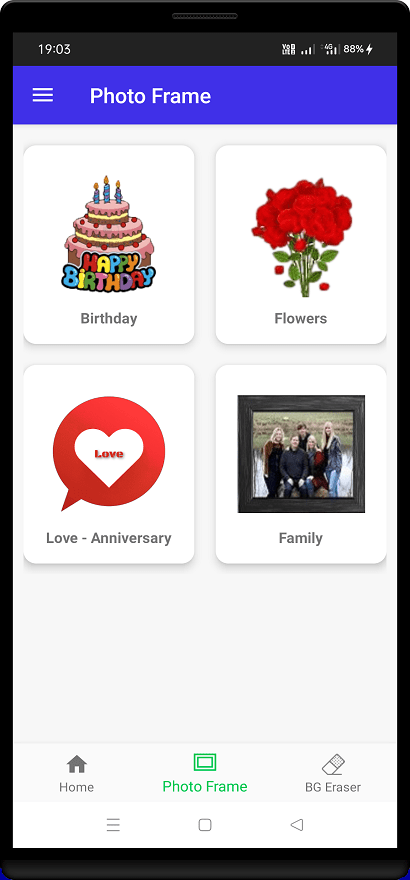 19:03
Vo LTE 4G 88%
Photo Frame
HAPPY
BIRTHDAY
Birthday
Flowers
Love
Love - Anniversary
Family
Home
Photo Frame
BG Eraser